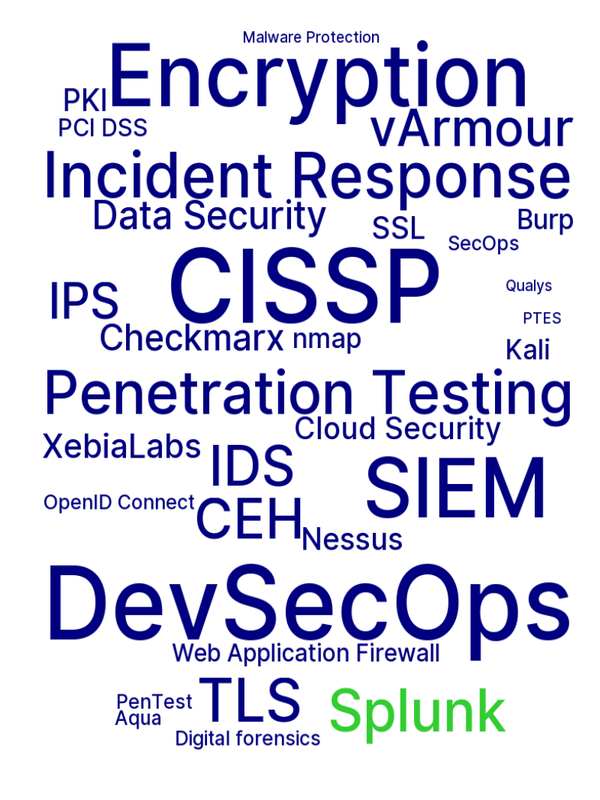 Malware Protection
Encryption
PKI
PCI DSS
vArmour
Incident Response
Data Security
SSL
Burp
SecOps
CISSP
IPS
Qualys
PTES
Checkmarx
nmap
Kali
Penetration Testing
Cloud Security
XebiaLabs
IDS
SIEM
OpenID Connect
CEH
Nessus
DevSecOps
Web Application Firewall
PenTest
TLS
Splunk
Aqua
Digital forensics